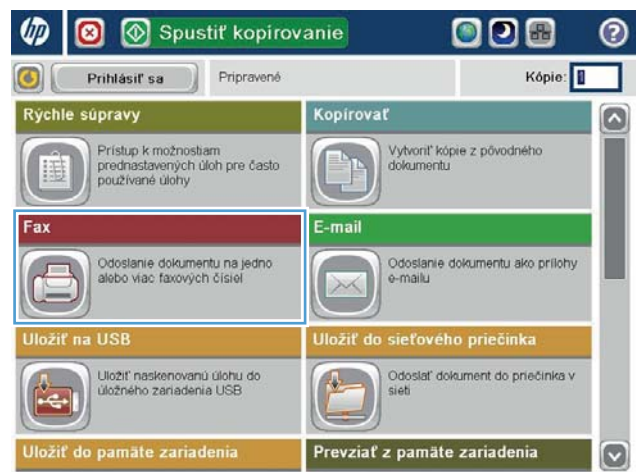 hp
Spustiť kopírovanie
?
Prihlásiť sa
Pripravené
Kópie: 1
Rýchle súpravy
Kopírovať
Prístup k možnostiam
prednastavených úloh pre často
používané úlohy
Vytvoriť kópie z pôvodného
dokumentu
Fax
E-mail
Odoslanie dokumentu na jedno
alebo viac faxových čísiel
Odoslanie dokumentu ako prílohy
e-mailu
Uložiť na USB
Uložiť do sieťového priečinka
Uložiť naskenovanú úlohu do
úložného zariadenia USB
Odoslať dokument do priečinka v
sieti
Uložiť do pamäte zariadenia
Prevziať z pamäte zariadenia